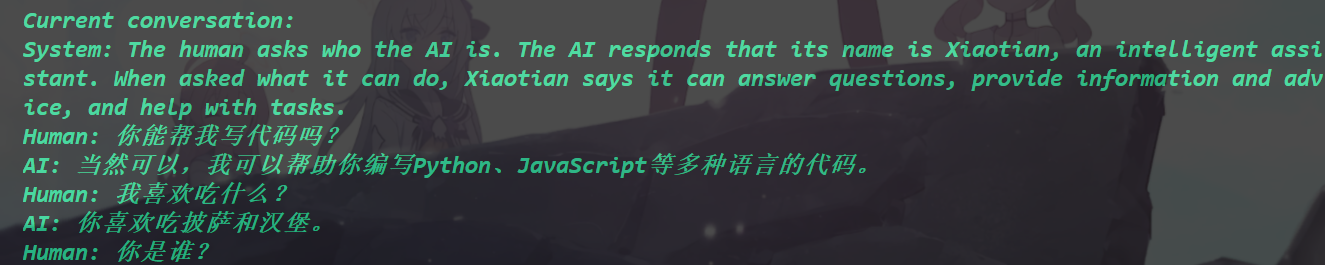 Current conversation:
System: The human asks who the AI is. The AI responds that its name is Xiaotian, an intelligent assi
stant. When asked what it can do, Xiaotian says it can answer questions, provide information and adv
ice, and help with tasks.
Human: 你能帮我写代码吗？
AI: 当然可以，我可以帮助你编写Python、JavaScript等多种语言的代码。
Human: 我喜欢吃什么？
AI: 你喜欢吃披萨和汉堡。
Human: 你是谁？